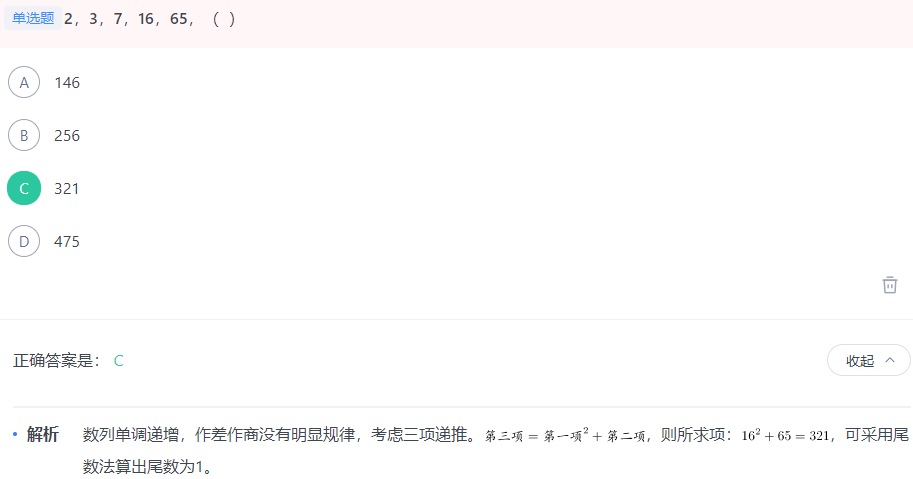 单选题 2，3，7，16，65，（ ）
A 146
B 256
C 321
D 475
正确答案是： C 收起
• 解析 数列单调递增，作差作商没有明显规律，考虑三项递推。第三项 = 第一项² + 第二项，则所求项：16² + 65 = 321，可采用尾
数法算出尾数为1。